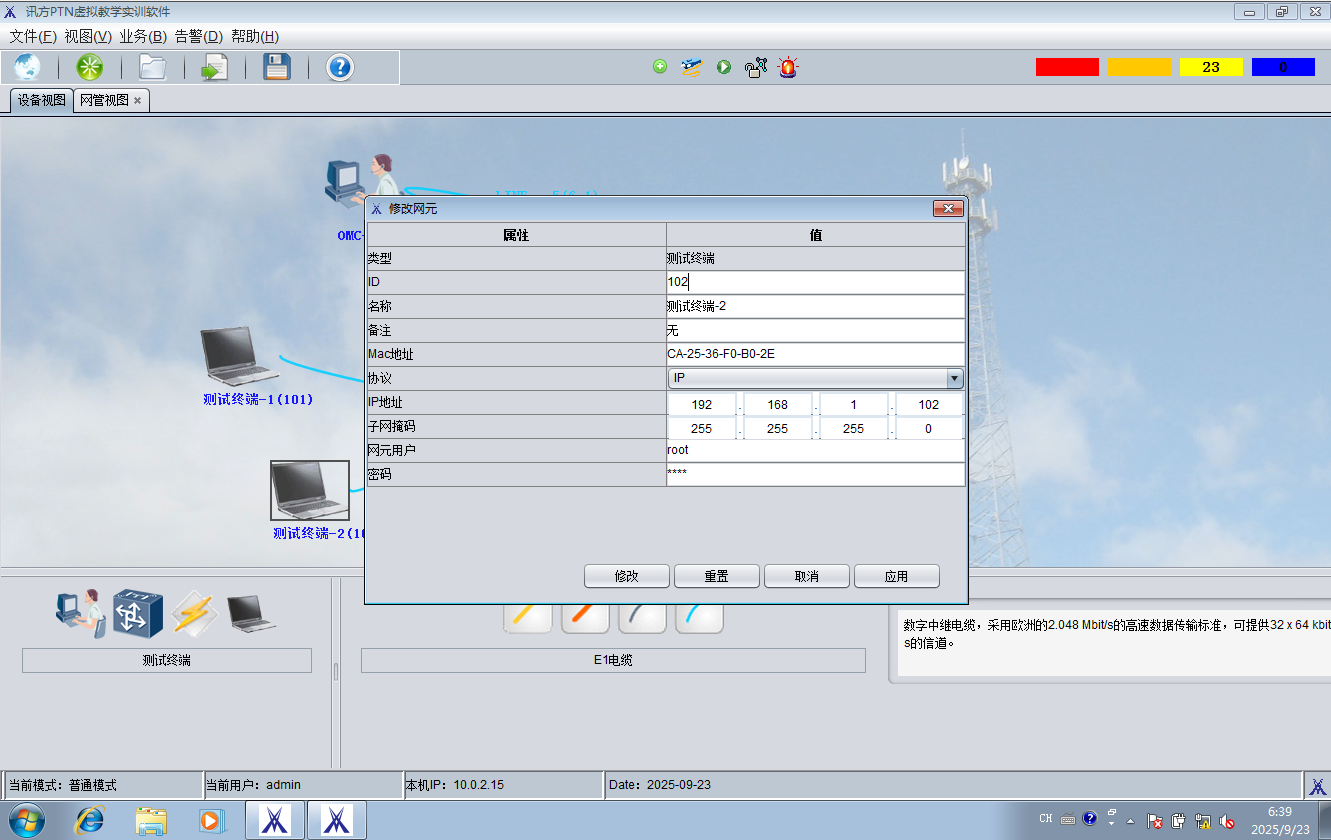 讯方PTN虚拟教学实训软件
文件(F) 视图(V) 业务(B) 告警(D) 帮助(H)
23 0
设备视图 网管视图
OMC-
测试终端-1(101)
测试终端-2(10
修改网元
属性 值
类型 测试终端
ID 102
名称 测试终端-2
备注 无
Mac地址 CA-25-36-F0-B0-2E
协议 IP
IP地址 192 . 168 . 1 . 102
子网掩码 255 . 255 . 255 . 0
网元用户 root
密码 ****
修改 重置 取消 应用
测试终端
E1电缆
数字中继电缆，采用欧洲的2.048 Mbit/s的高速数据传输标准，可提供32 x 64 kbit
s的信道。
当前模式：普通模式 当前用户：admin 本机IP：10.0.2.15 Date：2025-09-23
CH
6:39
2025/9/23